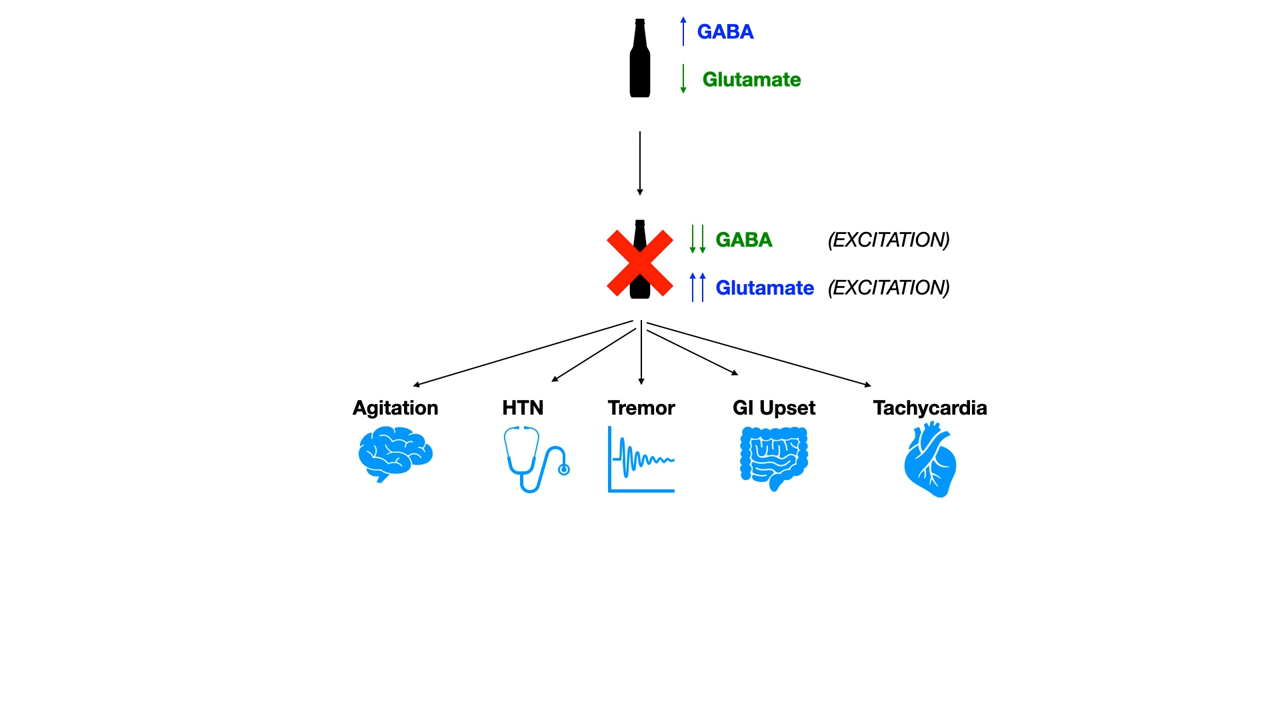 GABA
Glutamate
GABA (EXCITATION)
Glutamate (EXCITATION)
Agitation HTN Tremor GI Upset Tachycardia